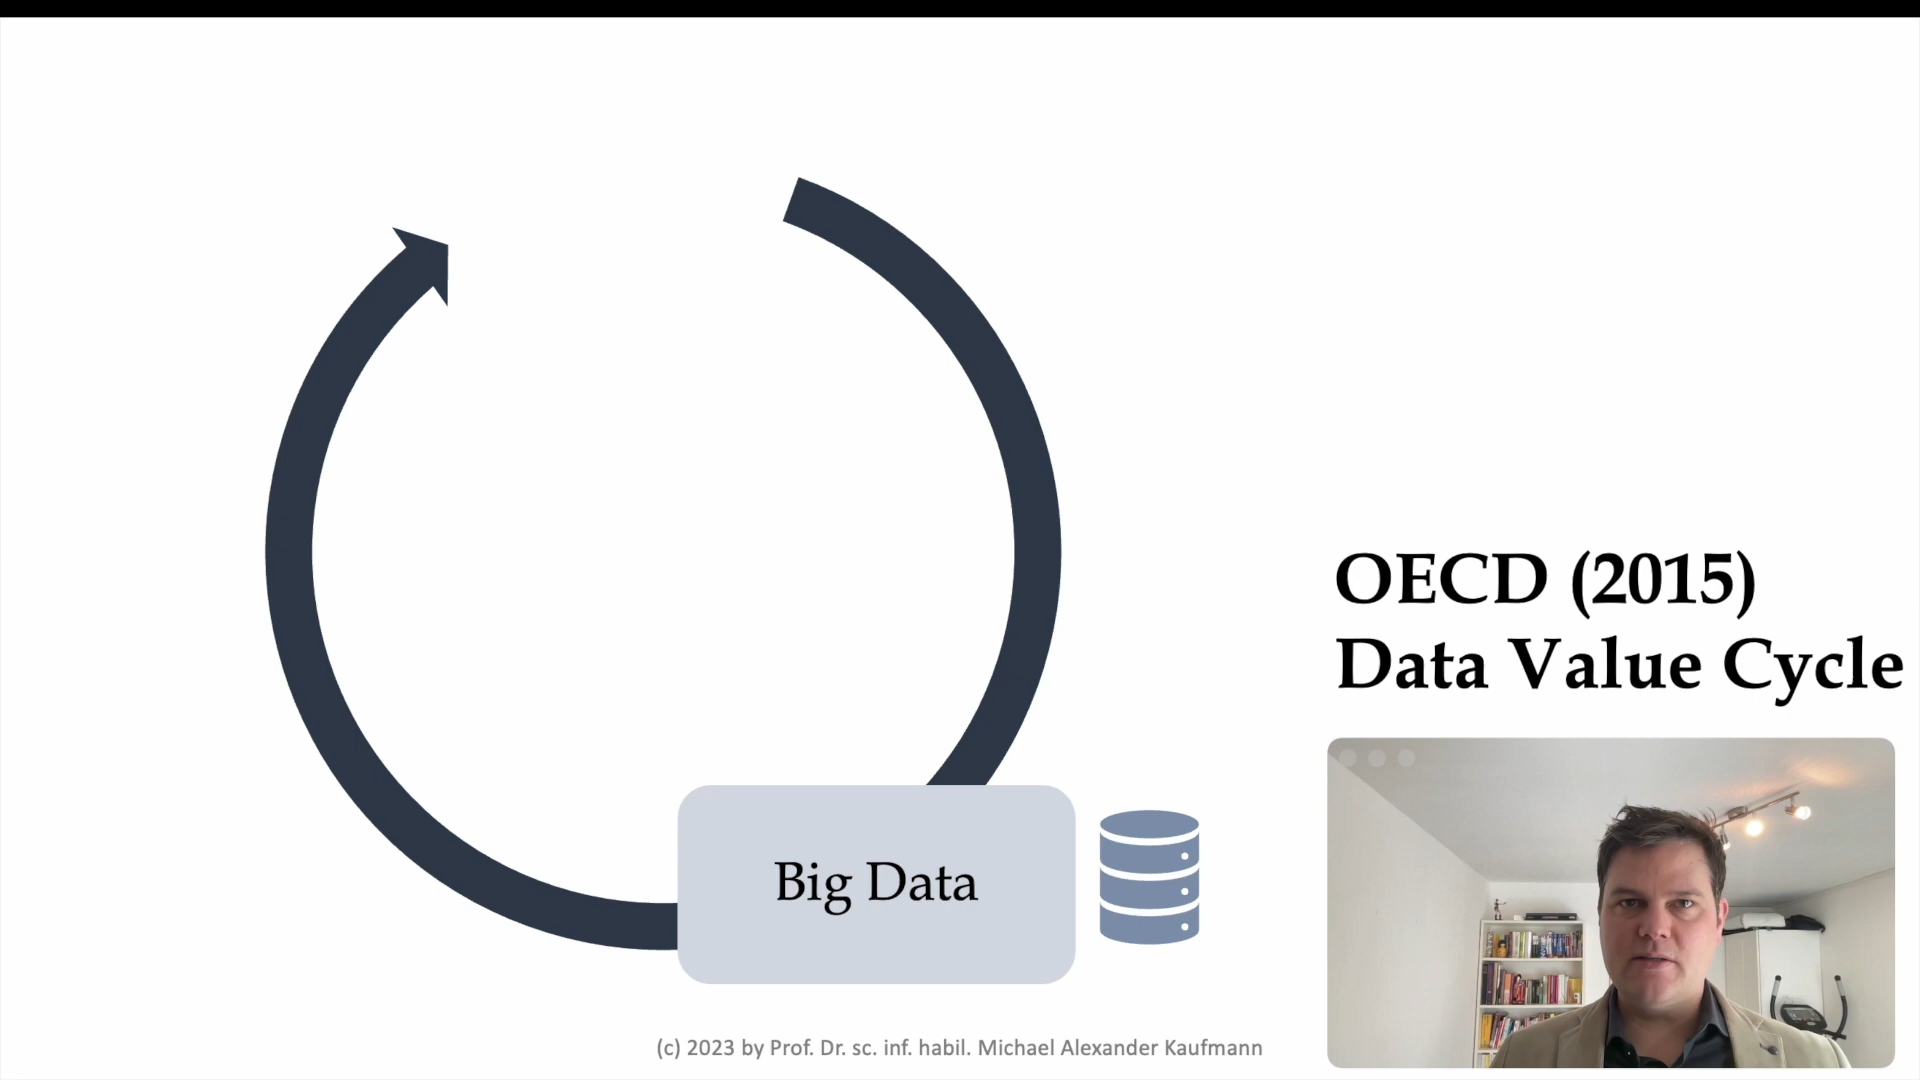 OECD (2015)
Data Value Cycle
Big Data
(c) 2023 by Prof. Dr. sc. inf. habil. Michael Alexander Kaufmann